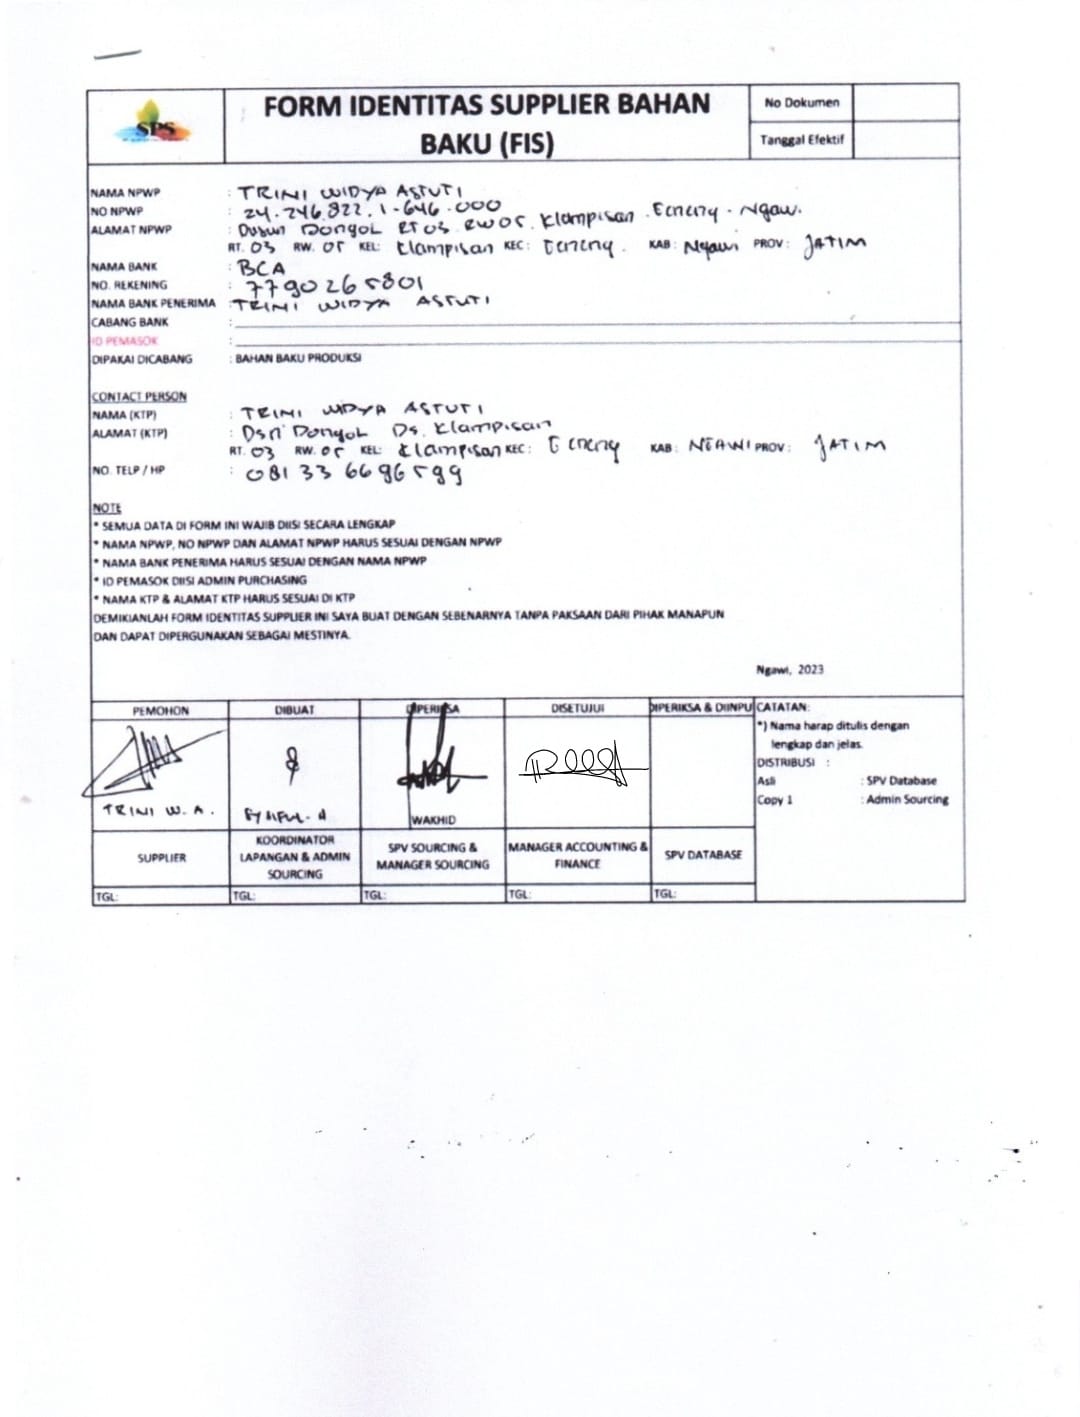 SPS
FORM IDENTITAS SUPPLIER BAHAN
BAKU (FIS)
No Dokumen
Tanggal Efektif
NAMA NPWP : TRINI WIDYA ASTUTI
NO NPWP : 24.246.822.1-646.000
ALAMAT NPWP : Dusun Dongol RT 03 RW 05. Klampisan . Geneng - Ngawi.
RT. 03 RW. 05 KEL: Klampisan KEC: Geneng. KAB: Ngawi PROV: JATIM
NAMA BANK : BCA
NO. REKENING : 7790265801
NAMA BANK PENERIMA : TRINI WIDYA ASTUTI
CABANG BANK :
ID PEMASOK :
DIPAKAI DICABANG : BAHAN BAKU PRODUKSI
CONTACT PERSON
NAMA (KTP) : TRINI WIDYA ASTUTI
ALAMAT (KTP) : Dsn Dongol Ds. Klampisan
RT. 03 RW. 05 KEL: Klampisan KEC: Geneng KAB: NGAWI PROV: JATIM
NO. TELP / HP : 081 33 6696 599
NOTE
* SEMUA DATA DI FORM INI WAJIB DIISI SECARA LENGKAP
* NAMA NPWP, NO NPWP DAN ALAMAT NPWP HARUS SESUAI DENGAN NPWP
* NAMA BANK PENERIMA HARUS SESUAI DENGAN NAMA NPWP
* ID PEMASOK DIISI ADMIN PURCHASING
* NAMA KTP & ALAMAT KTP HARUS SESUAI DI KTP
DEMIKIANLAH FORM IDENTITAS SUPPLIER INI SAYA BUAT DENGAN SEBENARNYA TANPA PAKSAAN DARI PIHAK MANAPUN
DAN DAPAT DIPERGUNAKAN SEBAGAI MESTINYA.
Ngawi, 2023
PEMOHON DIBUAT DIPERIKSA DISETUJUI DIPERIKSA & DIINPU CATATAN:
*) Nama harap ditulis dengan
lengkap dan jelas.
DISTRIBUSI :
Asli : SPV Database
Copy 1 : Admin Sourcing
TRINI W. A. SYAIFUL. A WAKHID
SUPPLIER
KOORDINATOR
LAPANGAN & ADMIN
SOURCING
SPV SOURCING &
MANAGER SOURCING
MANAGER ACCOUNTING &
FINANCE
SPV DATABASE
TGL: TGL: TGL: TGL: TGL: